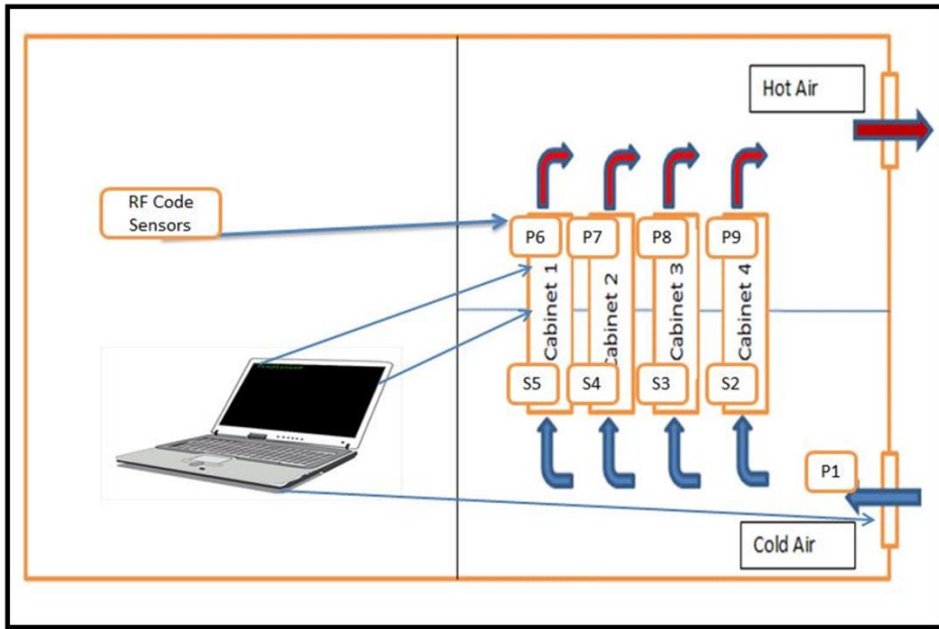 Hot Air
RF Code
Sensors
P6
P7
P8
P9
Cabinet 1
Cabinet 2
Cabinet 3
Cabinet 4
S5
S4
S3
S2
P1
Cold Air